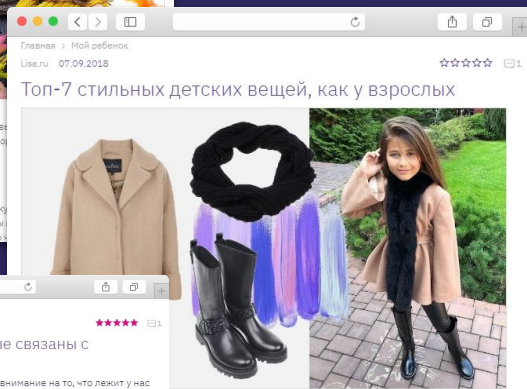 Главная > Мой ребенок
Lisa.ru 07.09.2018
1
Топ-7 стильных детских вещей, как у взрослых
1
ые связаны с
внимание на то, что лежит у нас